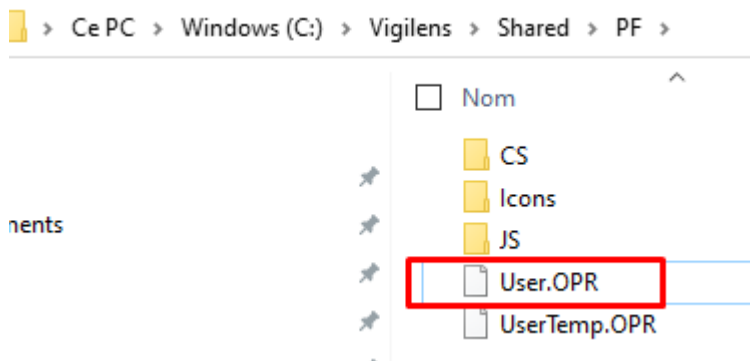 Ce PC > Windows (C:) > Vigilens > Shared > PF >
Nom
CS
Icons
nents
JS
User.OPR
UserTemp.OPR